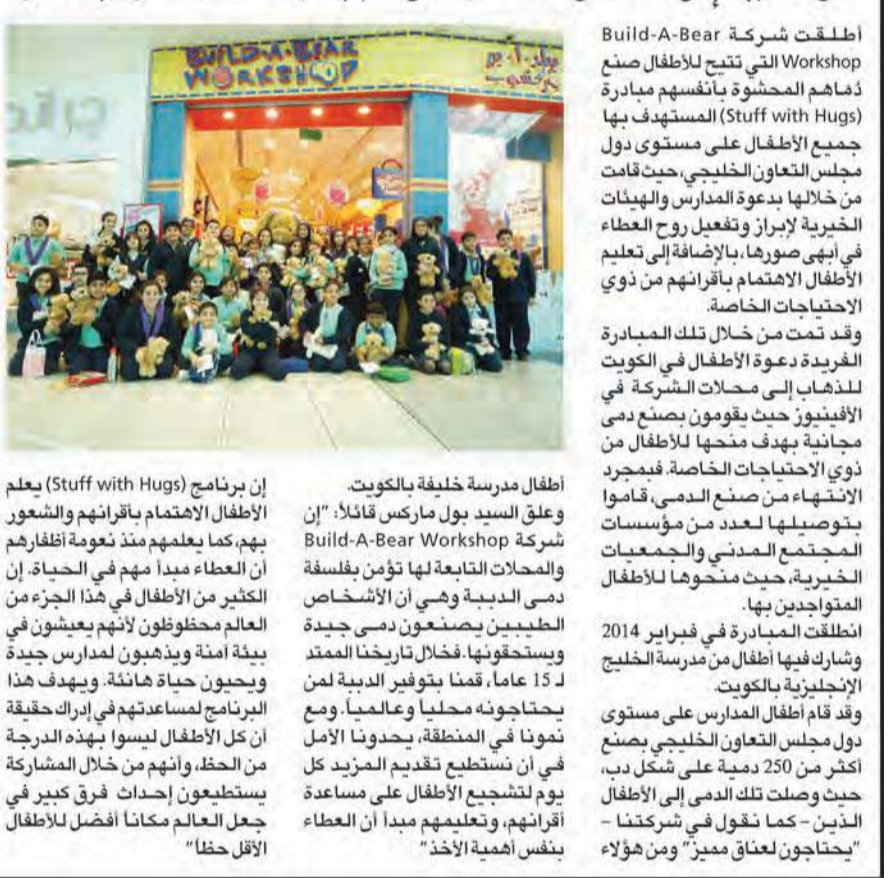 BUILD-A-BEAR
WORKSHOP
أطلقت شركة Build-A-Bear
Workshop التي تتيح للأطفال صنع
دُماهم المحشوة بأنفسهم مبادرة
(Stuff with Hugs) المستهدف بها
جميع الأطفال على مستوى دول
مجلس التعاون الخليجي، حيث قامت
من خلالها بدعوة المدارس والهيئات
الخيرية لإبراز وتفعيل روح العطاء
في أبهى صورها، بالإضافة إلى تعليم
الأطفال الاهتمام بأقرانهم من ذوي
الاحتياجات الخاصة.
وقد تمت من خلال تلك المبادرة
الفريدة دعوة الأطفال في الكويت
للذهاب إلى محلات الشركة في
الأفينيوز حيث يقومون بصنع دمى
مجانية بهدف منحها للأطفال من
ذوي الاحتياجات الخاصة. فبمجرد
الانتهاء من صنع الدمى، قاموا
بتوصيلها لعدد من مؤسسات
المجتمع المدني والجمعيات
الخيرية، حيث منحوها للأطفال
المتواجدين بها.
انطلقت المبادرة في فبراير 2014
وشارك فيها أطفال من مدرسة الخليج
الإنجليزية بالكويت.
وقد قام أطفال المدارس على مستوى
دول مجلس التعاون الخليجي بصنع
أكثر من 250 دمية على شكل دب،
حيث وصلت تلك الدمى إلى الأطفال
الذين – كما نقول في شركتنا –
"يحتاجون لعناق مميز" ومن هؤلاء
أطفال مدرسة خليفة بالكويت.
وعلق السيد بول ماركس قائلاً: "إن
شركة Build-A-Bear Workshop
والمحلات التابعة لها تؤمن بفلسفة
دمى الدببة وهي أن الأشخاص
الطيبين يصنعون دمى جيدة
ويستحقونها. فخلال تاريخنا الممتد
لـ 15 عاماً، قمنا بتوفير الدببة لمن
يحتاجونه محلياً وعالمياً. ومع
نمونا في المنطقة، يحدونا الأمل
في أن نستطيع تقديم المزيد كل
يوم لتشجيع الأطفال على مساعدة
أقرانهم، وتعليمهم مبدأ أن العطاء
بنفس أهمية الأخذ"
إن برنامج (Stuff with Hugs) يعلم
الأطفال الاهتمام بأقرانهم والشعور
بهم، كما يعلمهم منذ نعومة أظفارهم
أن العطاء مبدأ مهم في الحياة. إن
الكثير من الأطفال في هذا الجزء من
العالم محظوظون لأنهم يعيشون في
بيئة آمنة ويذهبون لمدارس جيدة
ويحيون حياة هانئة. ويهدف هذا
البرنامج لمساعدتهم في إدراك حقيقة
أن كل الأطفال ليسوا بهذه الدرجة
من الحظ، وأنهم من خلال المشاركة
يستطيعون إحداث فرق كبير في
جعل العالم مكاناً أفضل للأطفال
الأقل حظاً"